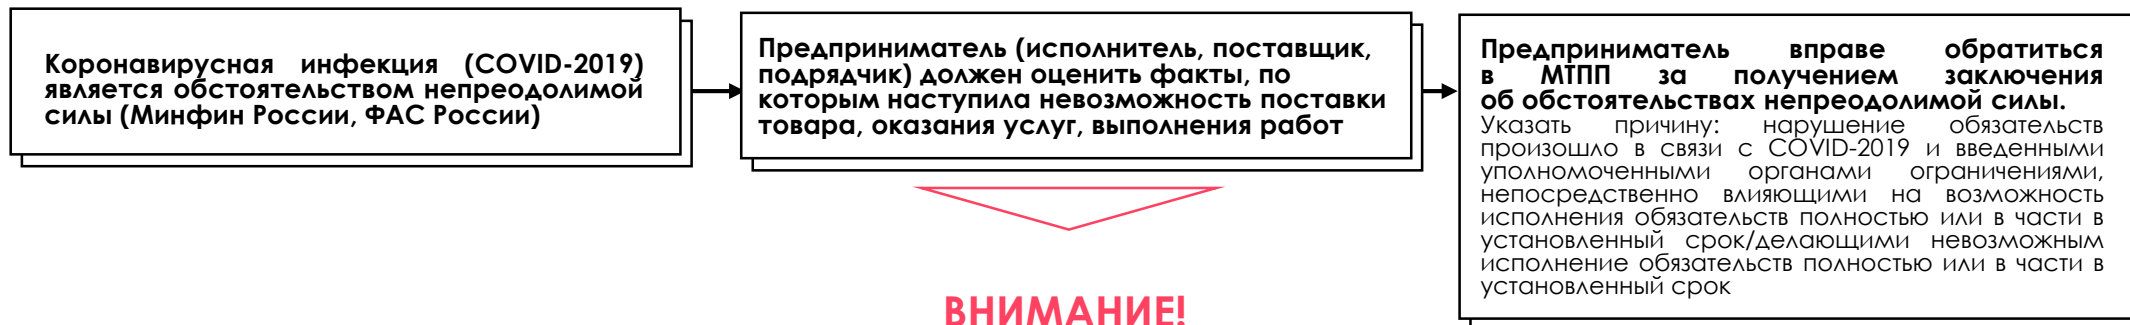 Коронавирусная инфекция (COVID-2019)
является обстоятельством непреодолимой
силы (Минфин России, ФАС России)
Предприниматель (исполнитель, поставщик,
подрядчик) должен оценить факты, по
которым наступила невозможность поставки
товара, оказания услуг, выполнения работ
Предприниматель вправе обратиться
в МТПП за получением заключения
об обстоятельствах непреодолимой силы.
Указать причину: нарушение обязательств
произошло в связи с COVID-2019 и введенными
уполномоченными органами ограничениями,
непосредственно влияющими на возможность
исполнения обязательств полностью или в части в
установленный срок/делающими невозможным
исполнение обязательств полностью или в части в
установленный срок
ВНИМАНИЕ!